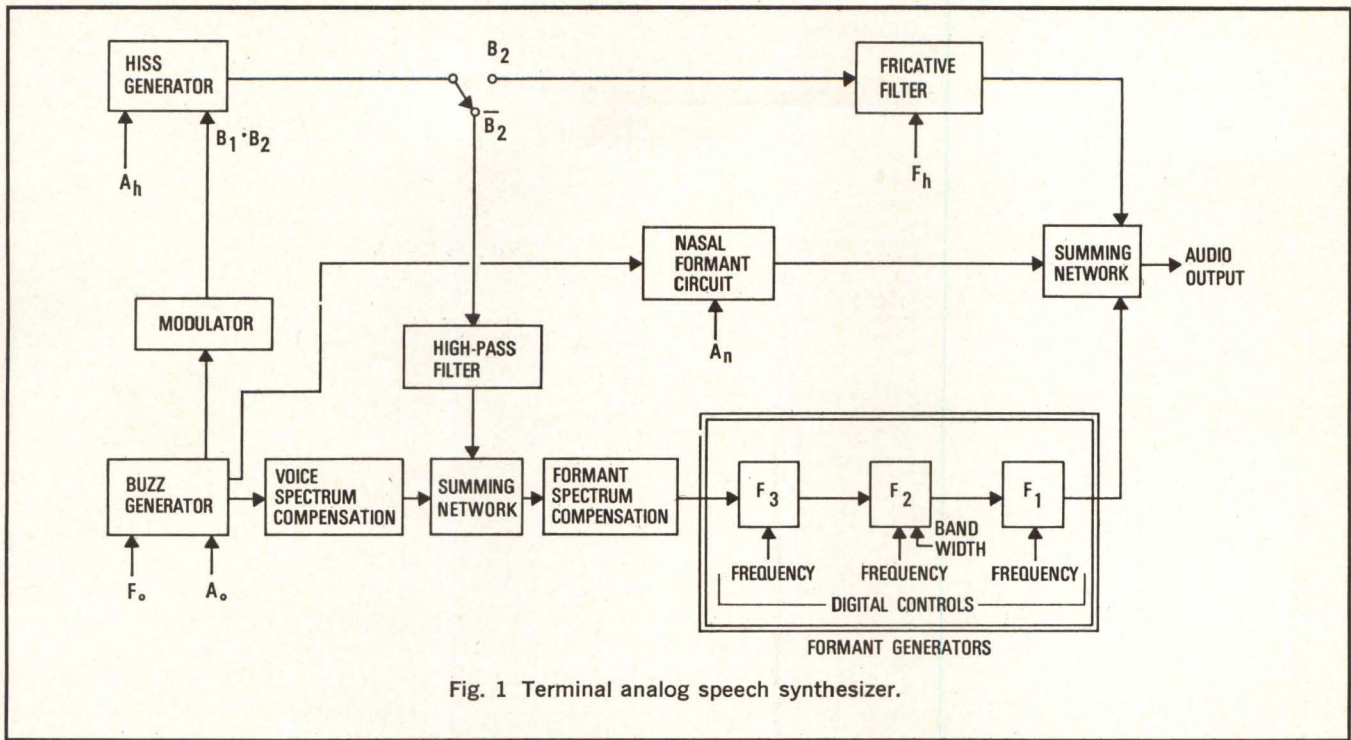 HISS
GENERATOR
B₂
B̅₂
FRICATIVE
FILTER
B₁·B₂
Aₕ
Fₕ
NASAL
FORMANT
CIRCUIT
SUMMING
NETWORK
AUDIO
OUTPUT
MODULATOR
HIGH-PASS
FILTER
Aₙ
BUZZ
GENERATOR
VOICE
SPECTRUM
COMPENSATION
SUMMING
NETWORK
FORMANT
SPECTRUM
COMPENSATION
F₃
F₂
F₁
BAND
WIDTH
F₀
A₀
FREQUENCY
FREQUENCY
FREQUENCY
DIGITAL CONTROLS
FORMANT GENERATORS
Fig. 1 Terminal analog speech synthesizer.